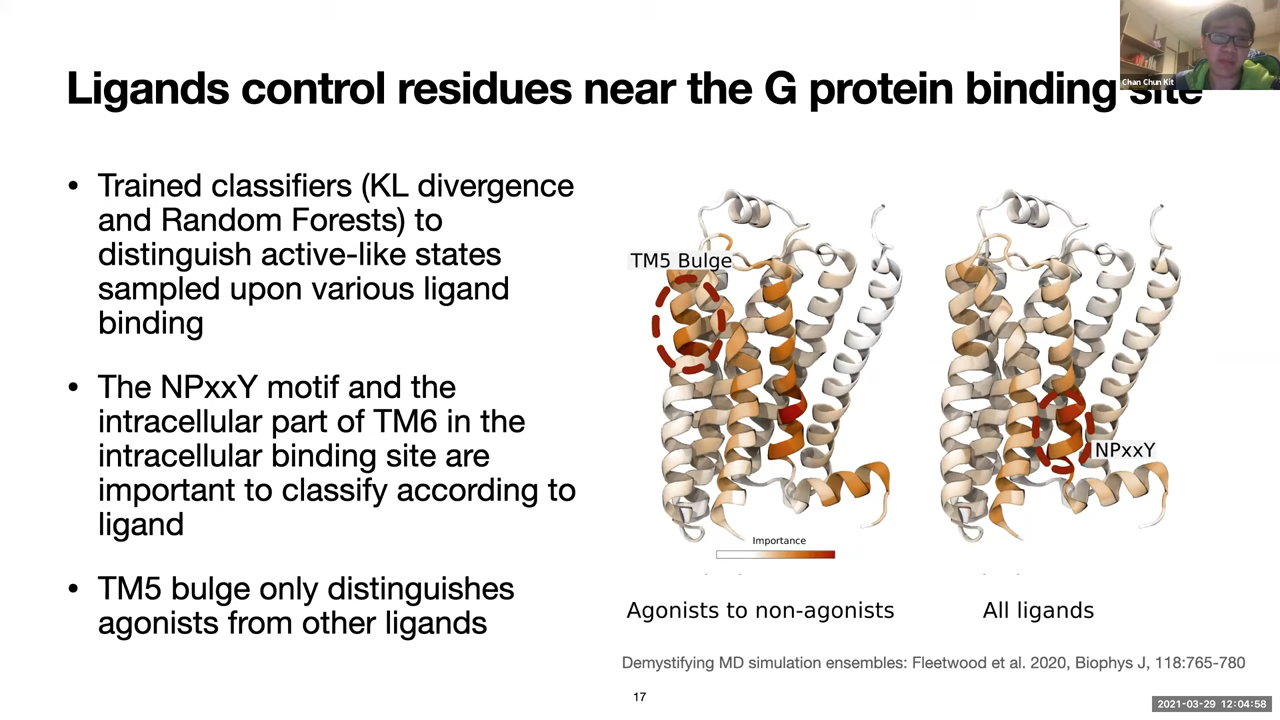 Ligands control residues near the G protein binding site
Chan Chun Kit
• Trained classifiers (KL divergence
and Random Forests) to
distinguish active-like states
sampled upon various ligand
binding
• The NPxxY motif and the
intracellular part of TM6 in the
intracellular binding site are
important to classify according to
ligand
• TM5 bulge only distinguishes
agonists from other ligands
TM5 Bulge
NPxxY
Importance
Agonists to non-agonists
All ligands
Demystifying MD simulation ensembles: Fleetwood et al. 2020, Biophys J, 118:765-780
17
2021-03-29 12:04:58